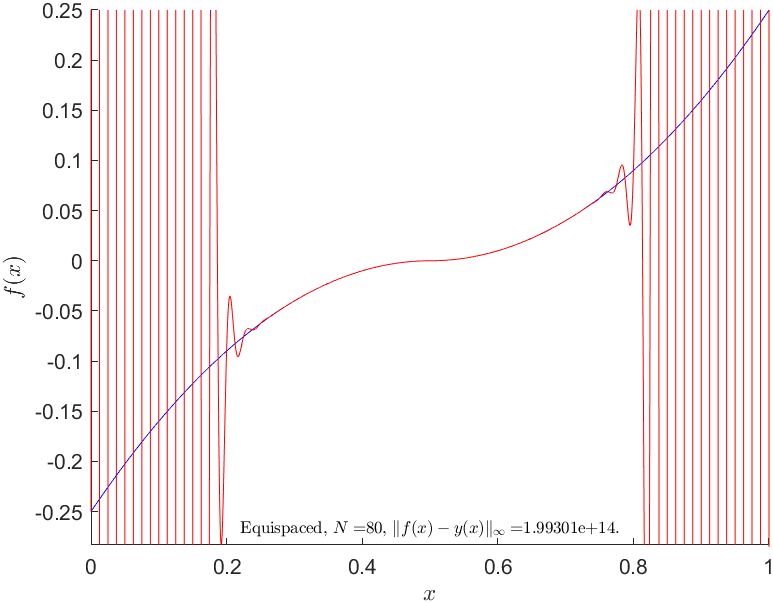 0.25
0.2
0.15
0.1
0.05
0
-0.05
-0.1
-0.15
-0.2
-0.25
f(x)
Equispaced, N =80, ‖f(x) − y(x)‖∞ =1.99301e+14.
0 0.2 0.4 0.6 0.8 1
x